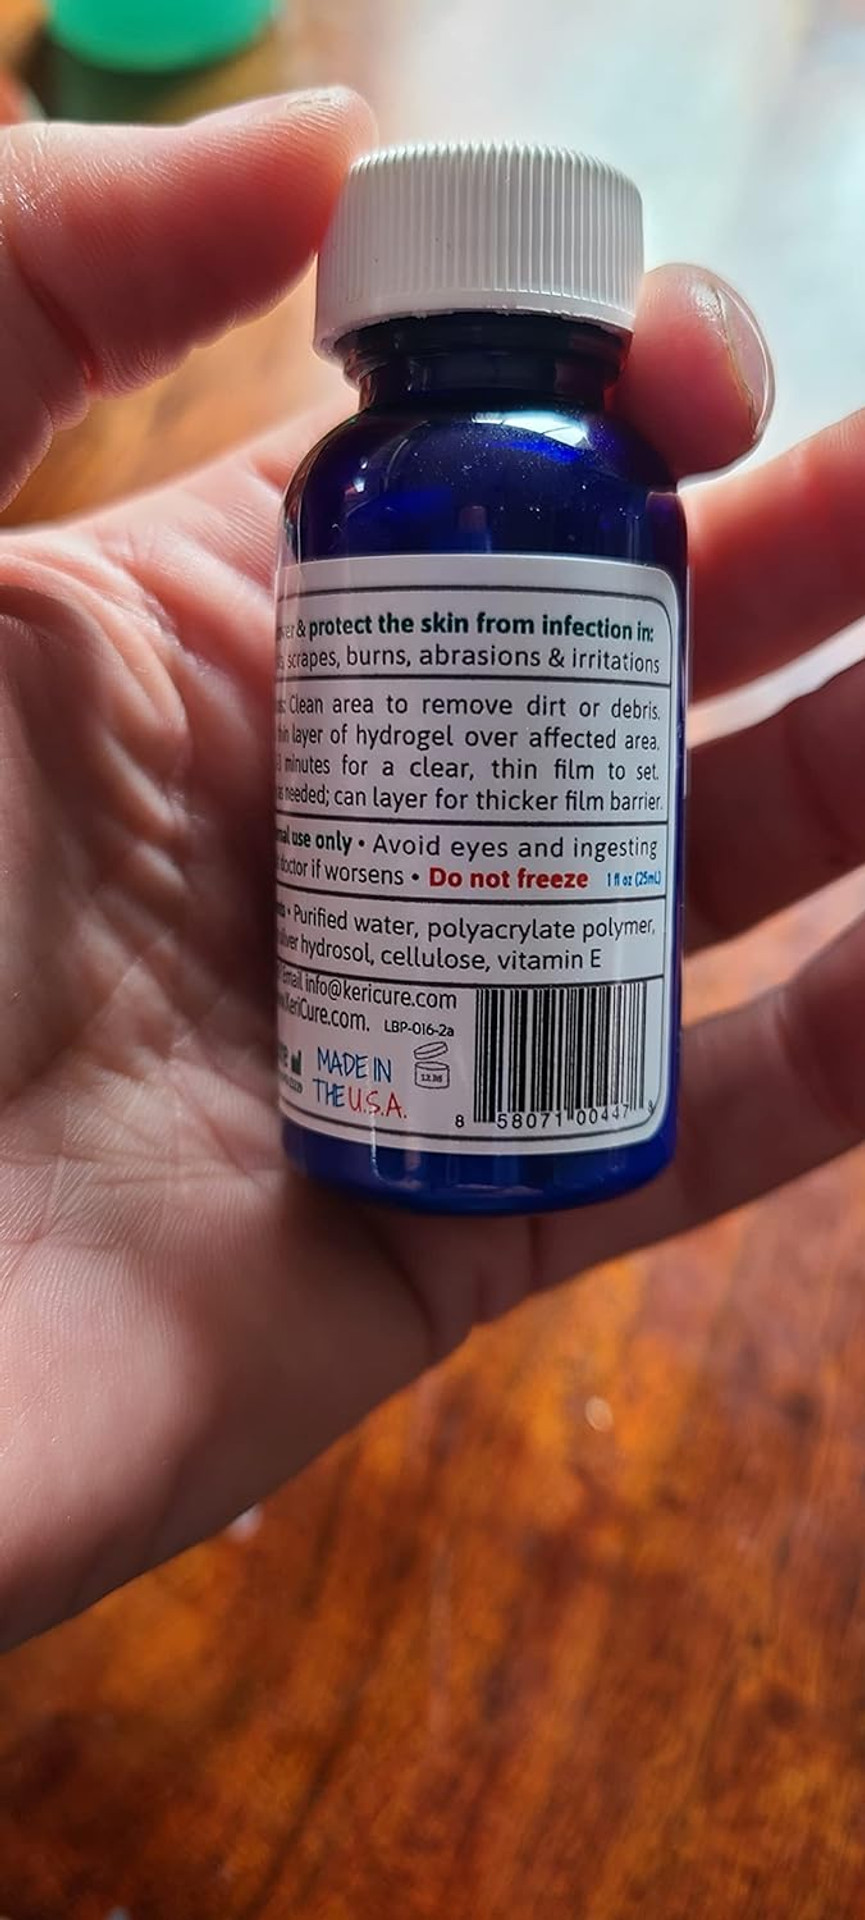 & protect the skin from infection in:
scrapes, burns, abrasions & irritations
Clean area to remove dirt or debris.
layer of hydrogel over affected area.
minutes for a clear, thin film to set.
needed; can layer for thicker film barrier.
use only • Avoid eyes and ingesting
doctor if worsens • Do not freeze 1 fl oz (25mL)
• Purified water, polyacrylate polymer,
hydrosol, cellulose, vitamin E
Email info@kericure.com
KeriCure.com. LBP-016-2a
MADE IN
THE U.S.A.
8 58071 00447 8